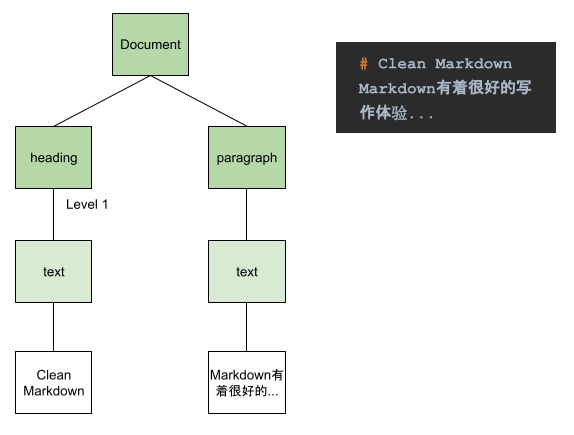 Document
# Clean Markdown
Markdown有着很好的写
作体验...
heading
paragraph
Level 1
text
text
Clean
Markdown
Markdown有
着很好的...